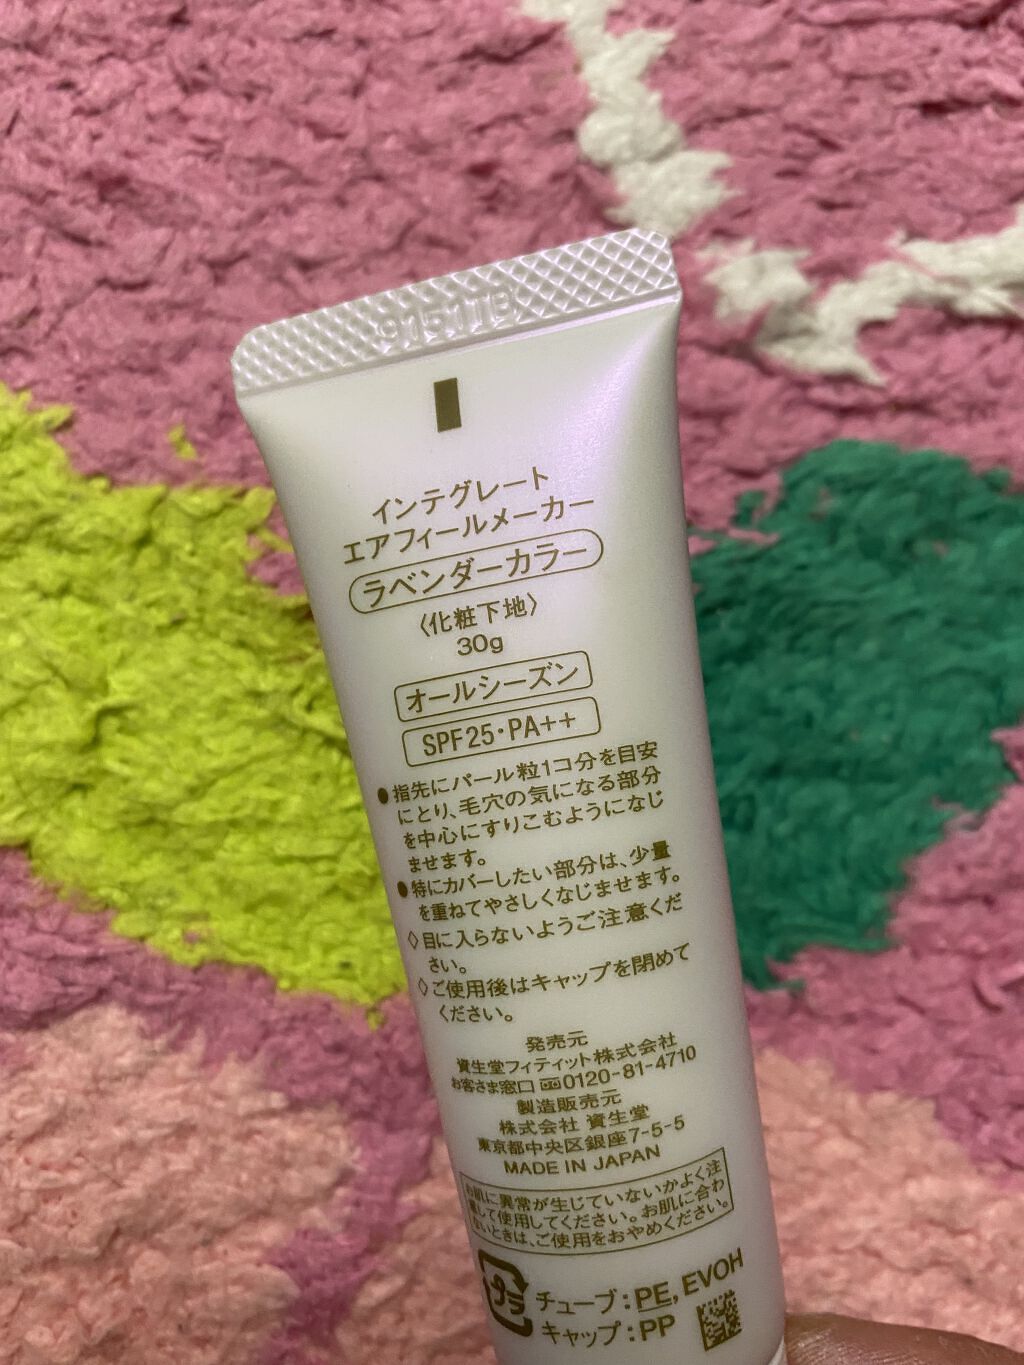 9151TB
インテグレート
エアフィールメーカー
ラベンダーカラー
〈化粧下地〉
30g
オールシーズン
SPF25・PA++
●指先にパール粒1コ分を目安
にとり、毛穴の気になる部分
を中心にすりこむようになじ
ませます。
●特にカバーしたい部分は、少量
を重ねてやさしくなじませます。
◇目に入らないようご注意くだ
さい。
◇ご使用後はキャップを閉めて
ください。
発売元
資生堂フィティット株式会社
お客さま窓口 0120-81-4710
製造販売元
株式会社 資生堂
東京都中央区銀座7-5-5
MADE IN JAPAN
お肌に異常が生じていないかよく注
意して使用してください。お肌に合わ
ないときは、ご使用をおやめください。
プラ
チューブ:PE,EVOH
キャップ:PP